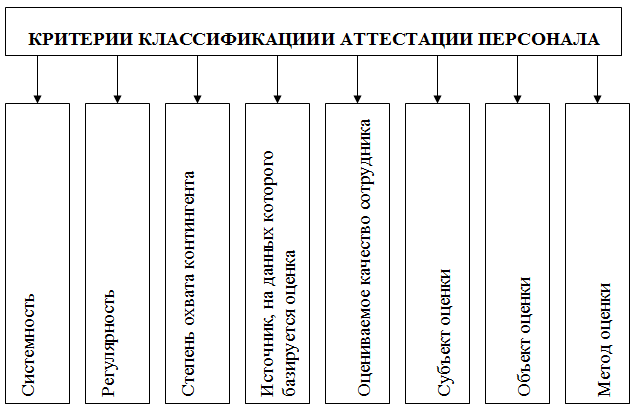 КРИТЕРИИ КЛАССИФИКАЦИИИ АТТЕСТАЦИИ ПЕРСОНАЛА
Системность
Регулярность
Степень охвата контингента
Источник, на данных которого
базируется оценка
Оцениваемое качество сотрудника
Субъект оценки
Объект оценки
Метод оценки